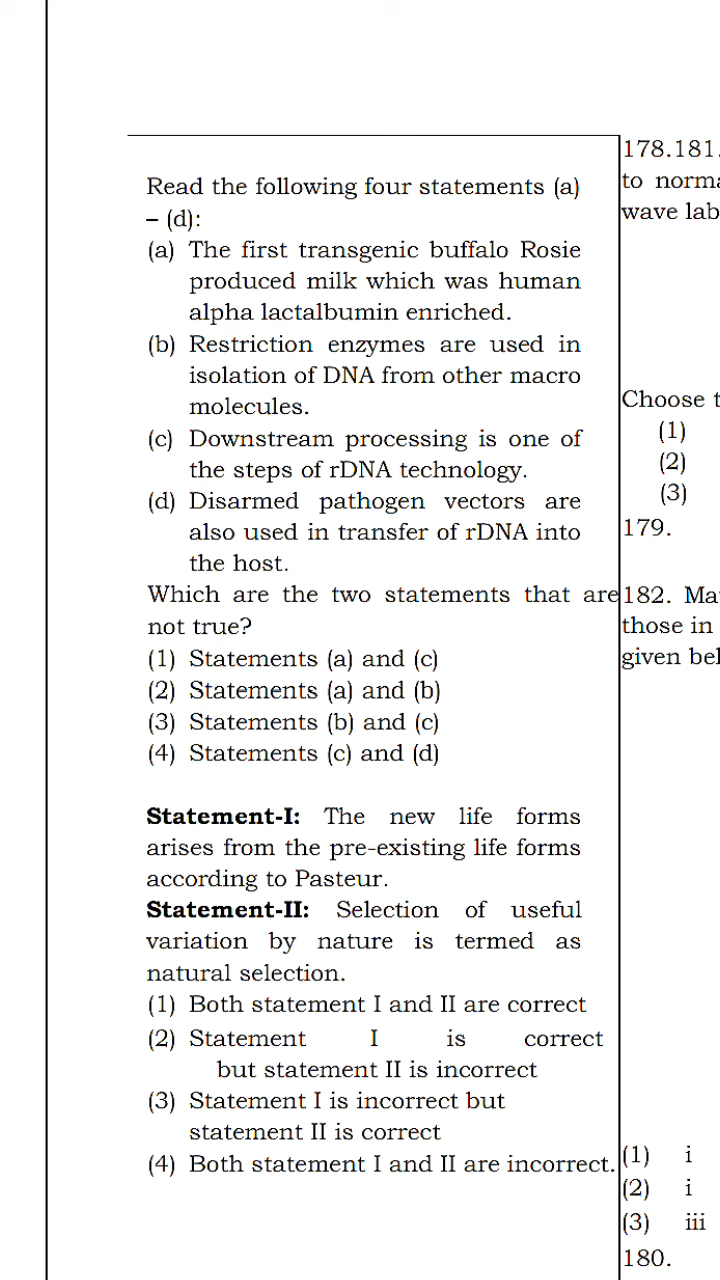 Read the following four statements (a)
– (d):
(a) The first transgenic buffalo Rosie
produced milk which was human
alpha lactalbumin enriched.
(b) Restriction enzymes are used in
isolation of DNA from other macro
molecules.
(c) Downstream processing is one of
the steps of rDNA technology.
(d) Disarmed pathogen vectors are
also used in transfer of rDNA into
the host.
Which are the two statements that are
not true?
(1) Statements (a) and (c)
(2) Statements (a) and (b)
(3) Statements (b) and (c)
(4) Statements (c) and (d)
Statement-I: The new life forms
arises from the pre-existing life forms
according to Pasteur.
Statement-II: Selection of useful
variation by nature is termed as
natural selection.
(1) Both statement I and II are correct
(2) Statement I is correct
but statement II is incorrect
(3) Statement I is incorrect but
statement II is correct
(4) Both statement I and II are incorrect.
178.181.
to
wave lab
Choose
(1)
(2)
(3)
179.
182.
those in
given
(1) i
(2) i
(3) iii
180.